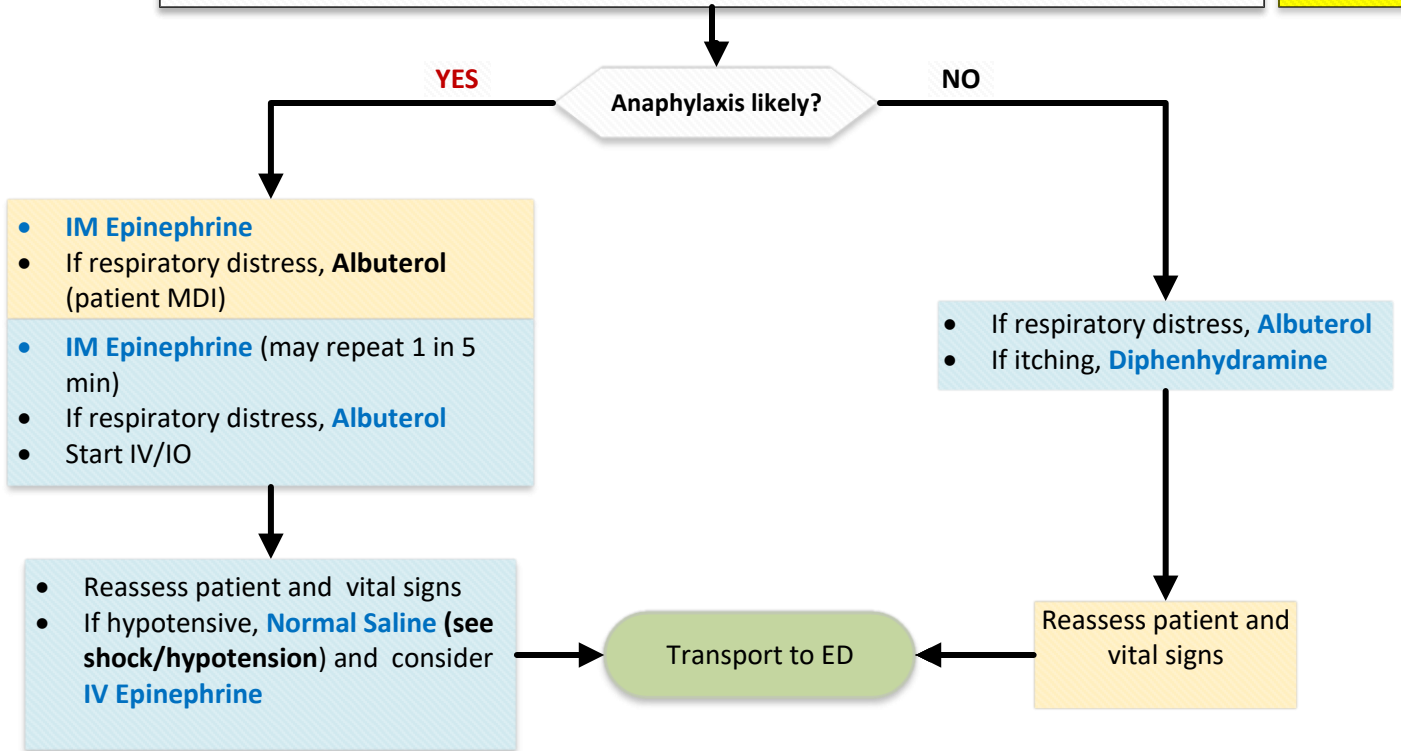 YES
NO
Anaphylaxis likely?
• IM Epinephrine
• If respiratory distress, Albuterol
(patient MDI)
• IM Epinephrine (may repeat 1 in 5
min)
• If respiratory distress, Albuterol
• Start IV/IO
• If respiratory distress, Albuterol
• If itching, Diphenhydramine
• Reassess patient and vital signs
• If hypotensive, Normal Saline (see
shock/hypotension) and consider
IV Epinephrine
Transport to ED
Reassess patient and
vital signs